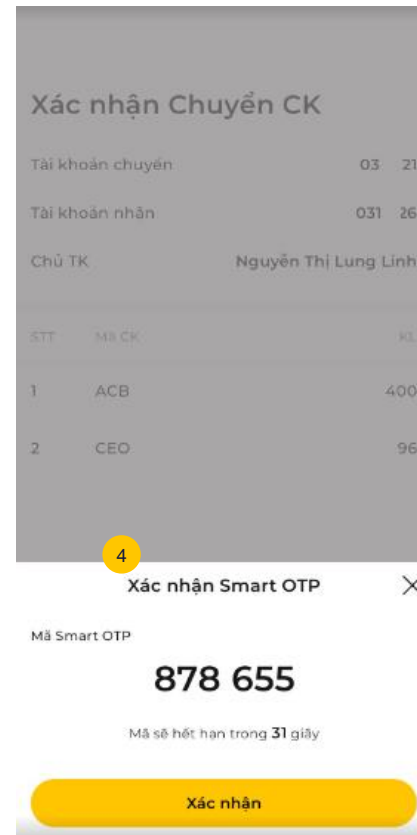 Xác nhận Chuyển CK
Tài khoản chuyển 03 21
Tài khoản nhận 031 26
Chủ TK Nguyễn Thị Lung Linh
STT Mã CK KL
1 ACB 400
2 CEO 96
4
Xác nhận Smart OTP
Mã Smart OTP
878 655
Mã sẽ hết hạn trong 31 giây
Xác nhận